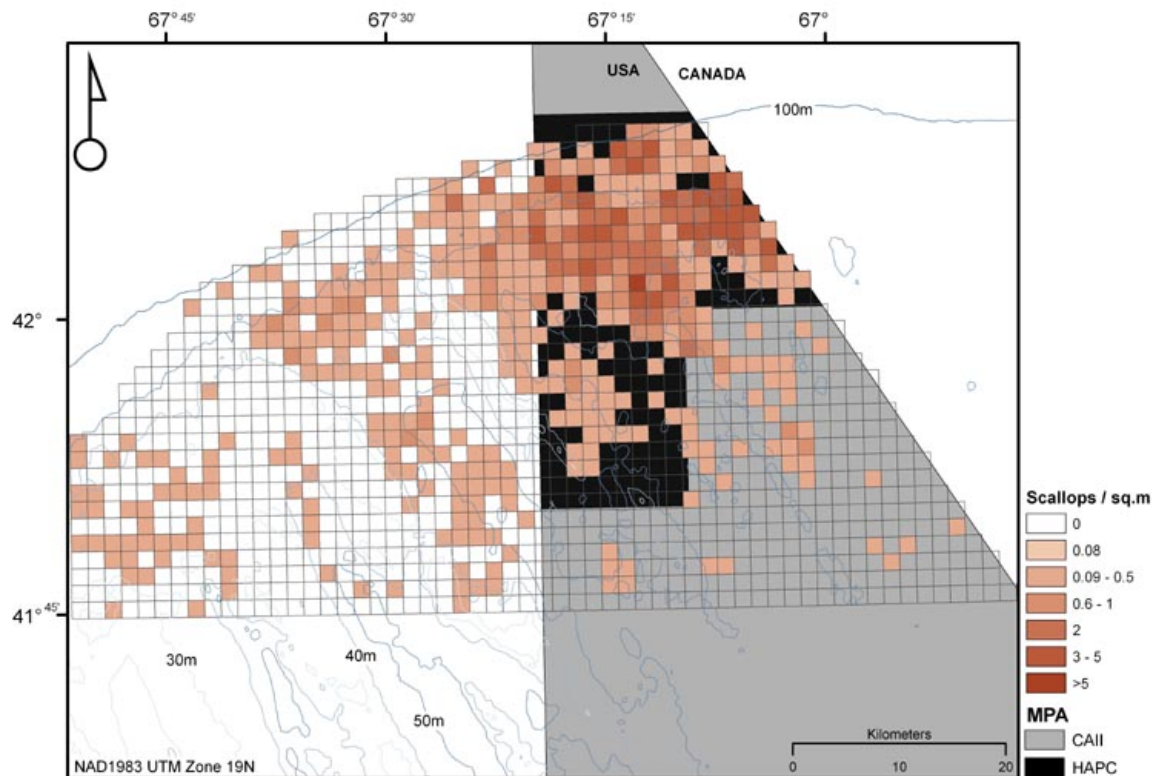 67° 45' 67° 30' 67° 15' 67°
USA CANADA
100m
42°
41° 45'
30m 40m
50m
NAD1983 UTM Zone 19N
Kilometers
0 10 20
Scallops / sq.m
0
0.08
0.09 - 0.5
0.6 - 1
2
3 - 5
>5
MPA
CAII
HAPC